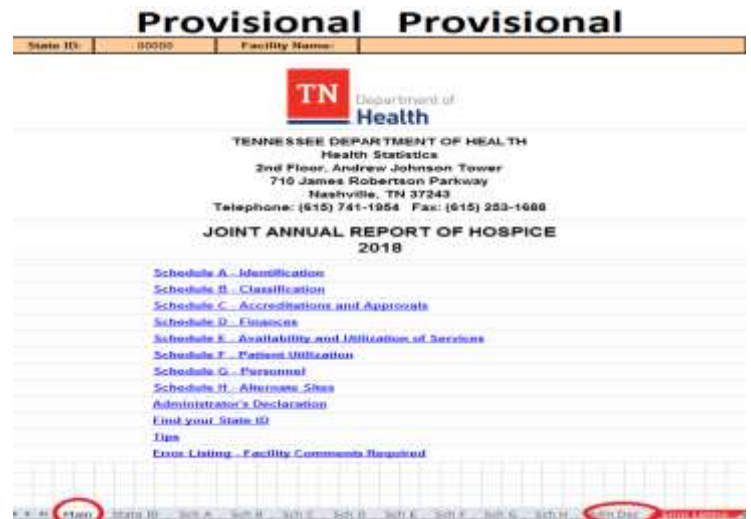 Provisional Provisional
State ID: 00000 Facility Name:
TN Department of
Health
TENNESSEE DEPARTMENT OF HEALTH
Health Statistics
2nd Floor, Andrew Johnson Tower
710 James Robertson Parkway
Nashville, TN 37243
Telephone: (615) 741-1954 Fax: (615) 253-1688
JOINT ANNUAL REPORT OF HOSPICE
2018
Schedule A - Identification
Schedule B - Classification
Schedule C - Accreditations and Approvals
Schedule D - Finances
Schedule E - Availability and Utilization of Services
Schedule F - Patient Utilization
Schedule G - Personnel
Schedule H - Alternate Sites
Administrator's Declaration
Find your State ID
Tips
Error Listing - Facility Comments Required
Main State ID Sch A Sch B Sch C Sch D Sch E Sch F Sch G Sch H Admin Dec Error Listing